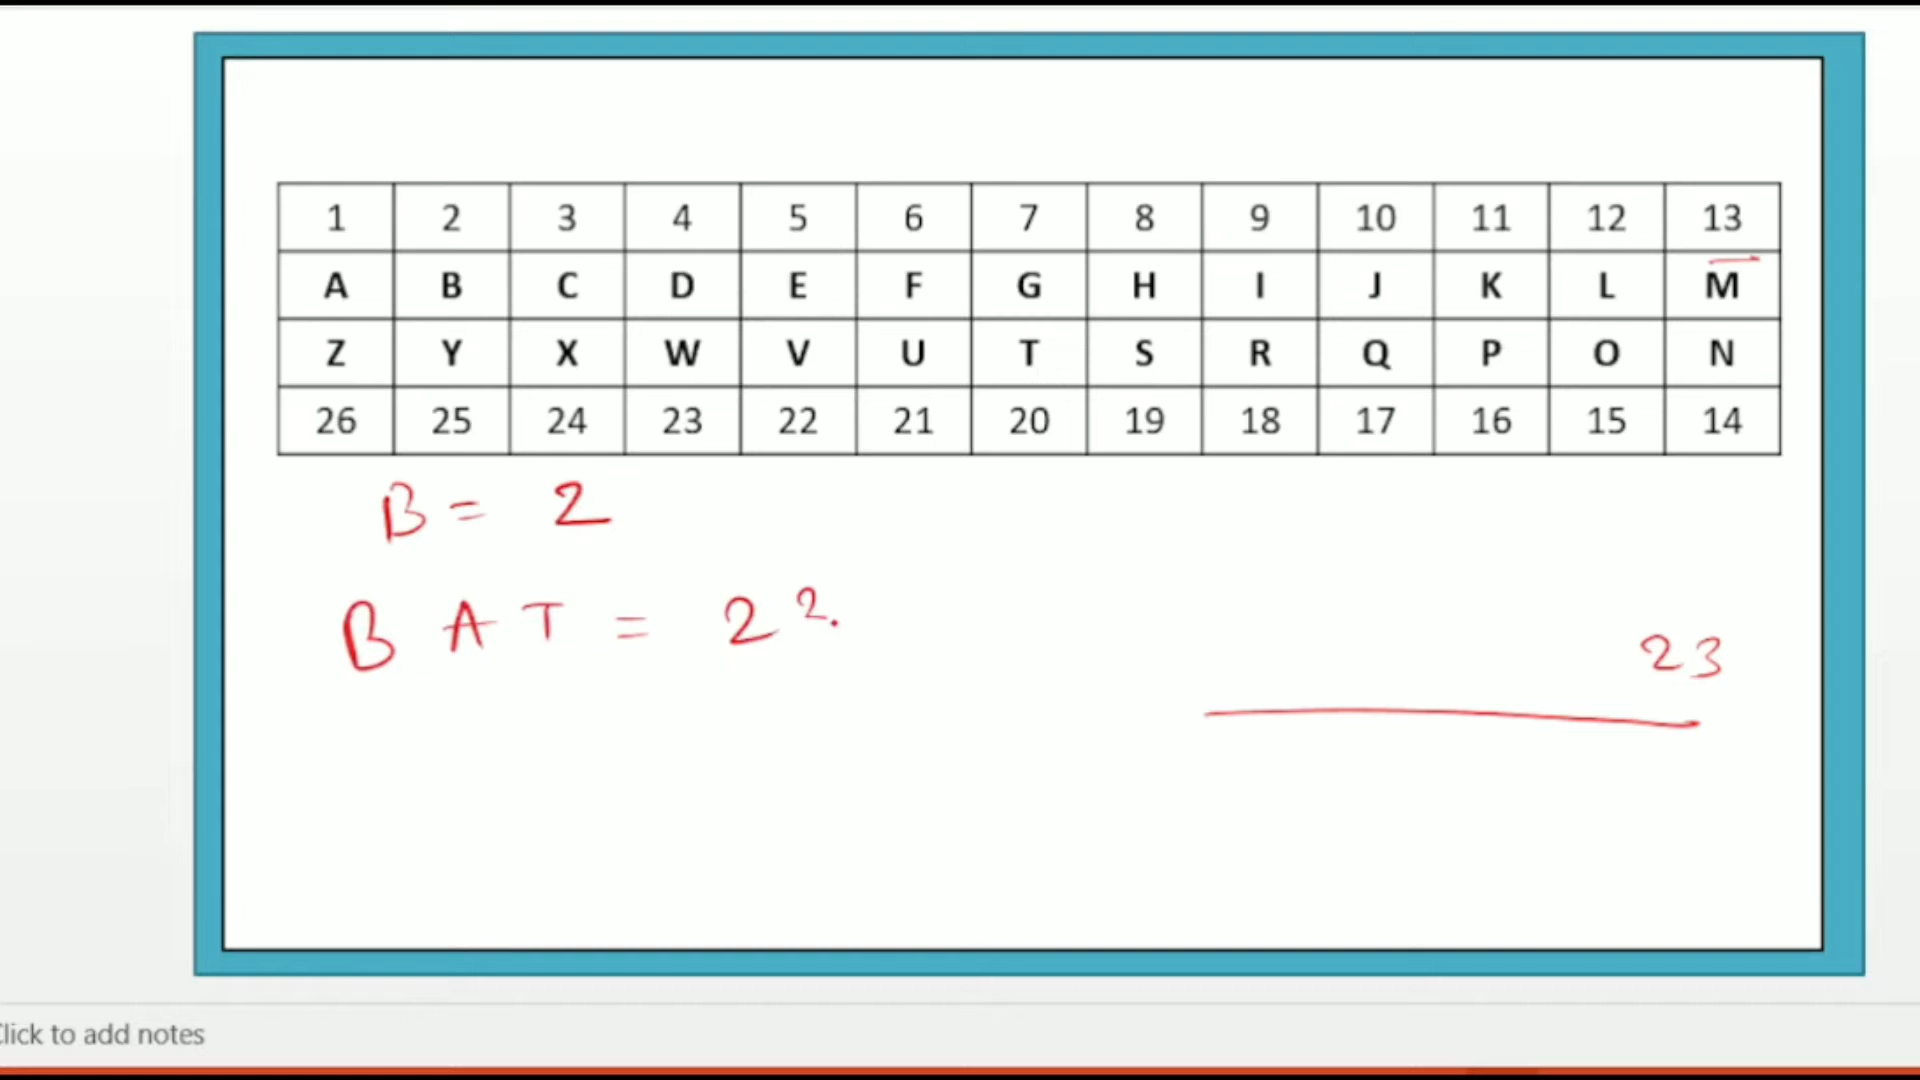 1 2 3 4 5 6 7 8 9 10 11 12 13
A B C D E F G H I J K L M
Z Y X W V U T S R Q P O N
26 25 24 23 22 21 20 19 18 17 16 15 14
B = 2
B A T = 2 2.
23
lick to add notes